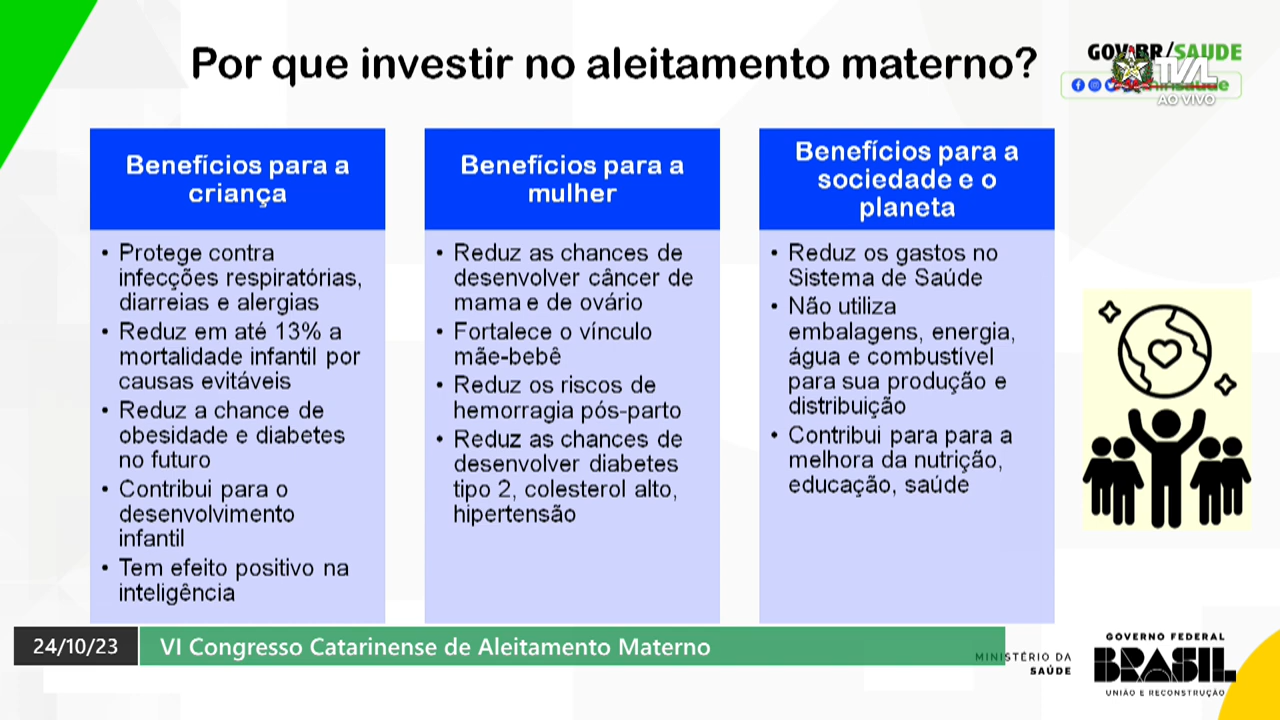 Por que investir no aleitamento materno?
GOV.BR/SAUDE
TVAL
AO VIVO
Benefícios para a
criança
• Protege contra
infecções respiratórias,
diarreias e alergias
• Reduz em até 13% a
mortalidade infantil por
causas evitáveis
• Reduz a chance de
obesidade e diabetes
no futuro
• Contribui para o
desenvolvimento
infantil
• Tem efeito positivo na
inteligência
Benefícios para a
mulher
• Reduz as chances de
desenvolver câncer de
mama e de ovário
• Fortalece o vínculo
mãe-bebê
• Reduz os riscos de
hemorragia pós-parto
• Reduz as chances de
desenvolver diabetes
tipo 2, colesterol alto,
hipertensão
Benefícios para a
sociedade e o
planeta
• Reduz os gastos no
Sistema de Saúde
• Não utiliza
embalagens, energia,
água e combustível
para sua produção e
distribuição
• Contribui para para a
melhora da nutrição,
educação, saúde
24/10/23
VI Congresso Catarinense de Aleitamento Materno
MINISTÉRIO DA
SAÚDE
GOVERNO FEDERAL
BRASIL
UNIÃO E RECONSTRUÇÃO